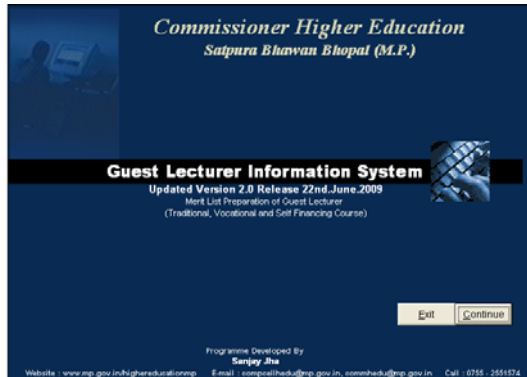 Commissioner Higher Education
Satpura Bhawan Bhopal (M.P.)
Guest Lecturer Information System
Updated Version 2.0 Release 22nd.June.2009
Merit List Preparation of Guest Lecturer
(Traditional, Vocational and Self Financing Course)
Exit Continue
Programme Developed By
Sanjay Jha
Website : www.mp.gov.in/highereducationmp E-mail : compcellhedu@mp.gov.in, commhedu@mp.gov.in Call : 0755 - 2551574